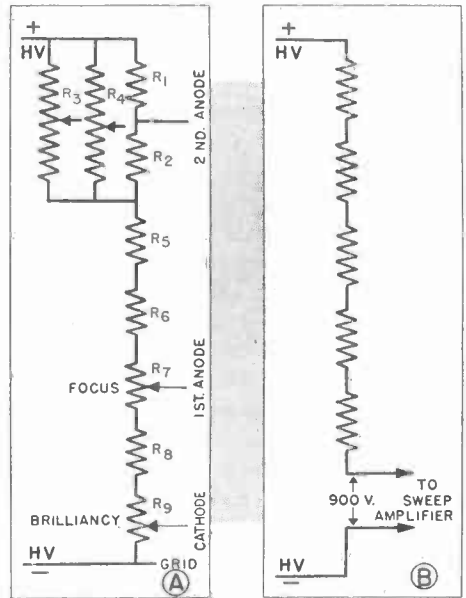 +
HV
R1
R3
R4
2 ND. ANODE
R2
R5
R6
R7
FOCUS
1ST. ANODE
R8
R9
BRILLIANCY
CATHODE
HV
−
GRID
A
+
HV
900 V.
TO
SWEEP
AMPLIFIER
HV
−
B